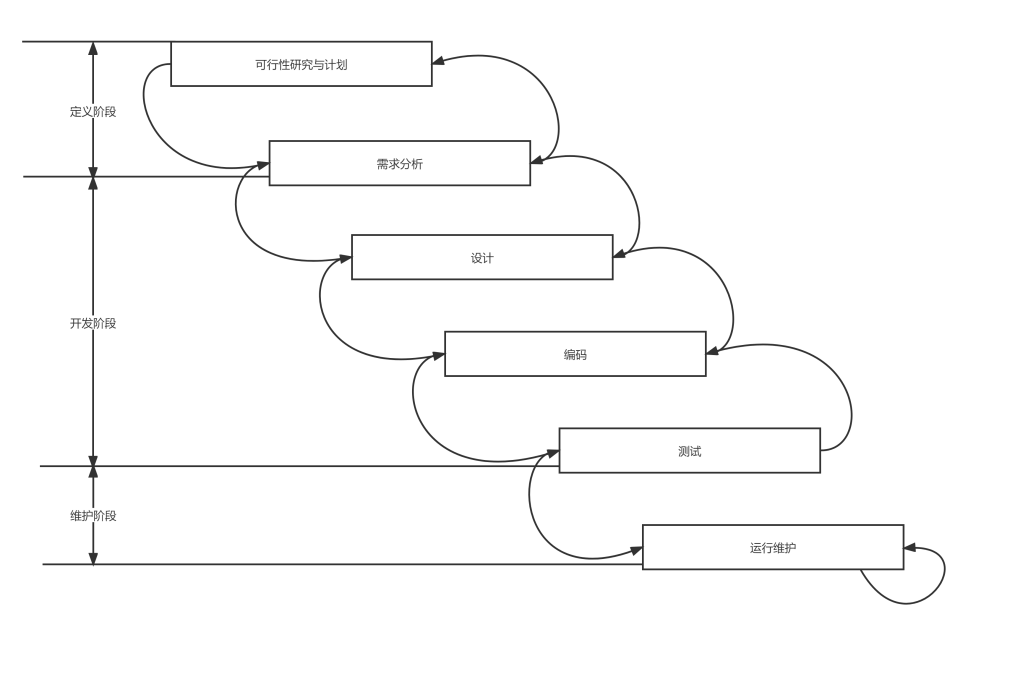 可行性研究与计划
定义阶段
需求分析
设计
开发阶段
编码
测试
维护阶段
运行维护